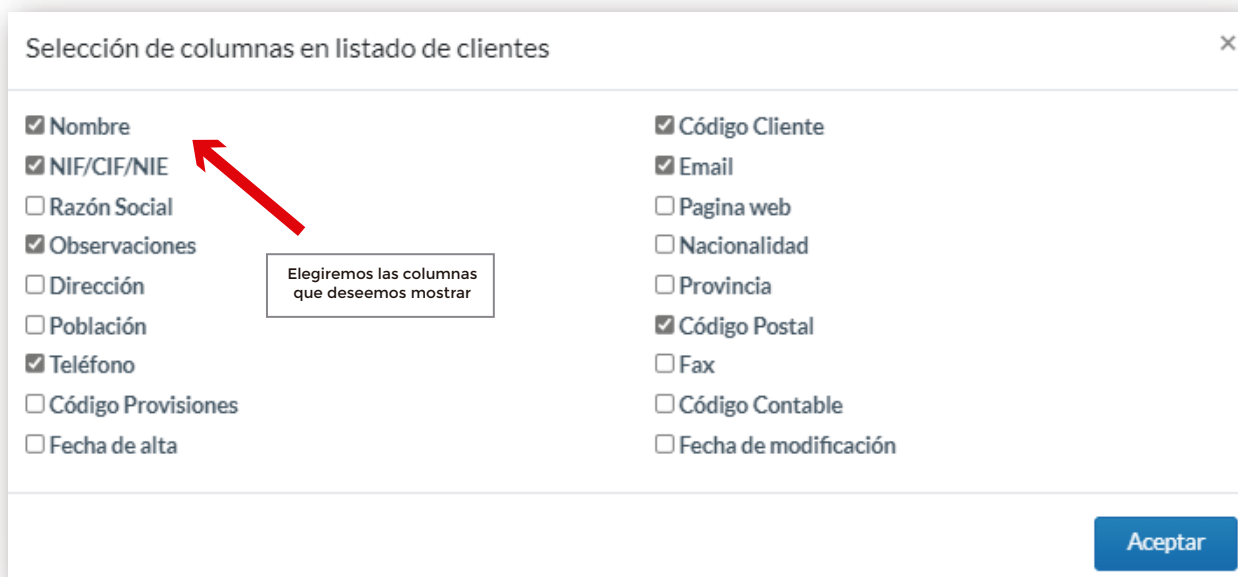 Selección de columnas en listado de clientes
×
Nombre
Código Cliente
NIF/CIF/NIE
Email
Razón Social
Pagina web
Observaciones
Nacionalidad
Elegiremos las columnas
que deseemos mostrar
Dirección
Provincia
Población
Código Postal
Teléfono
Fax
Código Provisiones
Código Contable
Fecha de alta
Fecha de modificación
Aceptar